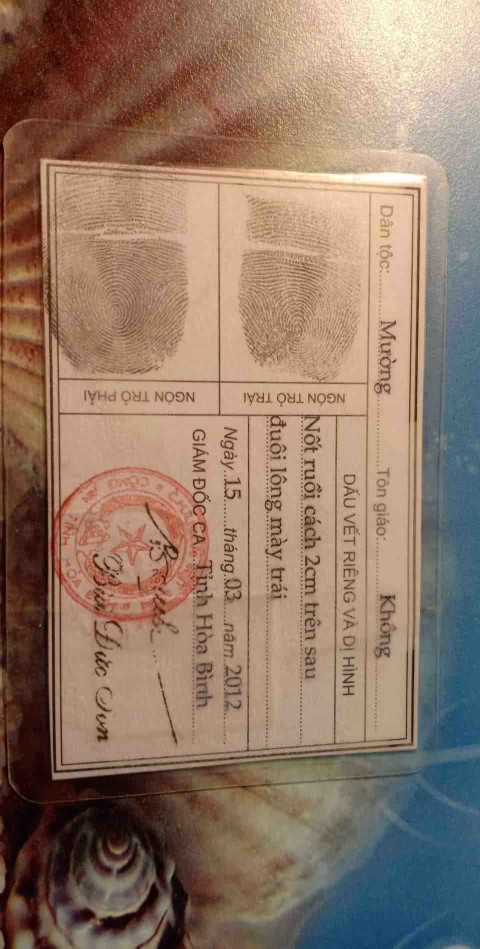 Dân tộc: Mường Tôn giáo: Không
NGÓN TRỎ TRÁI
NGÓN TRỎ PHẢI
DẤU VẾT RIÊNG VÀ DỊ HÌNH
Nốt ruồi cách 2cm trên sau
đuôi lông mày trái
Ngày 15 tháng 03 năm 2012
GIÁM ĐỐC CA Tỉnh Hòa Bình
Bùi Đức